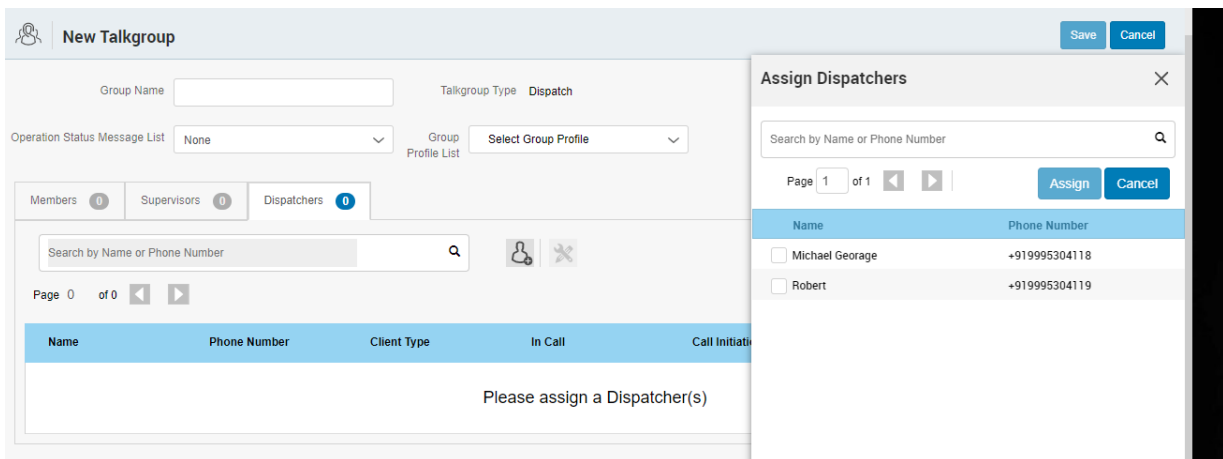 New Talkgroup
Save
Cancel
Group Name
Talkgroup Type Dispatch
Operation Status Message List
None
Group
Profile List
Select Group Profile
Members 0
Supervisors 0
Dispatchers 0
Search by Name or Phone Number
Page 0 of 0
Name Phone Number Client Type In Call Call Initiati
Please assign a Dispatcher(s)
Assign Dispatchers
Search by Name or Phone Number
Page 1 of 1
Assign
Cancel
Name Phone Number
Michael Georage +919995304118
Robert +919995304119